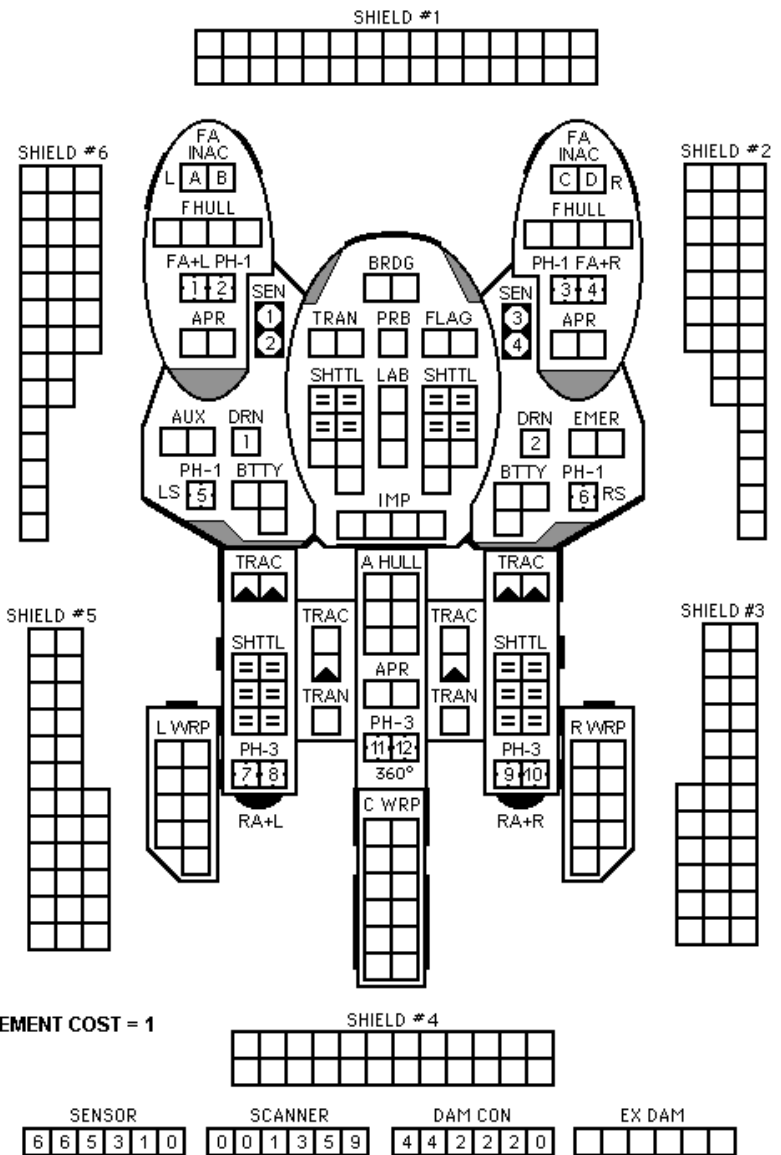 SHIELD #1
SHIELD #6
SHIELD #2
FA
INAC
L A B
FHULL
FA+L PH-1
1 2
APR
SEN
1
2
FA
INAC
C D R
FHULL
PH-1 FA+R
3 4
APR
SEN
3
4
BRDG
TRAN PRB FLAG
SHTTL LAB SHTTL
IMP
AUX DRN
1
PH-1 BTTY
LS 5
DRN EMER
2
BTTY PH-1
6 RS
TRAC
A HULL
TRAC
SHIELD #5
SHIELD #3
TRAC
TRAC
SHTTL
SHTTL
APR
TRAN
TRAN
L WRP
PH-3
7 8
RA+L
PH-3
11 12
360°
PH-3
9 10
RA+R
R WRP
C WRP
EMENT COST = 1
SHIELD #4
SENSOR SCANNER DAM CON EX DAM
6 6 5 3 1 0 0 0 1 3 5 9 4 4 2 2 2 0